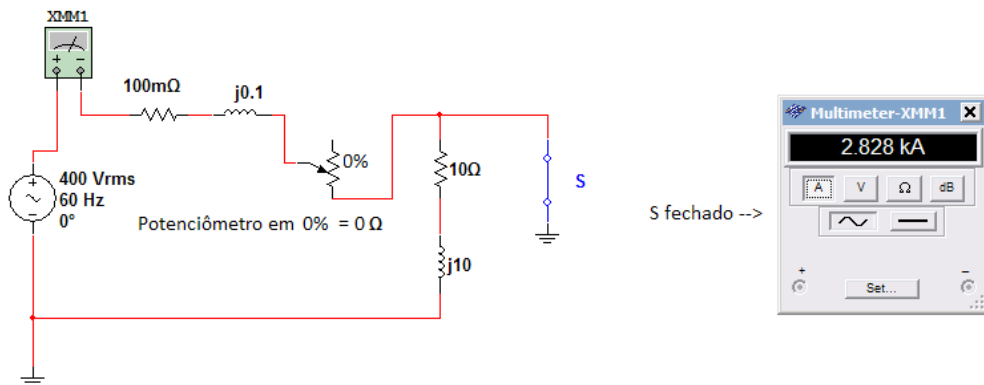 XMM1
100mΩ
j0.1
0%
10Ω
S
400 Vrms
60 Hz
0°
Potenciômetro em 0% = 0 Ω
j10
S fechado -->
Multimeter-XMM1 X
2.828 kA
A V Ω dB
+ −
Set...